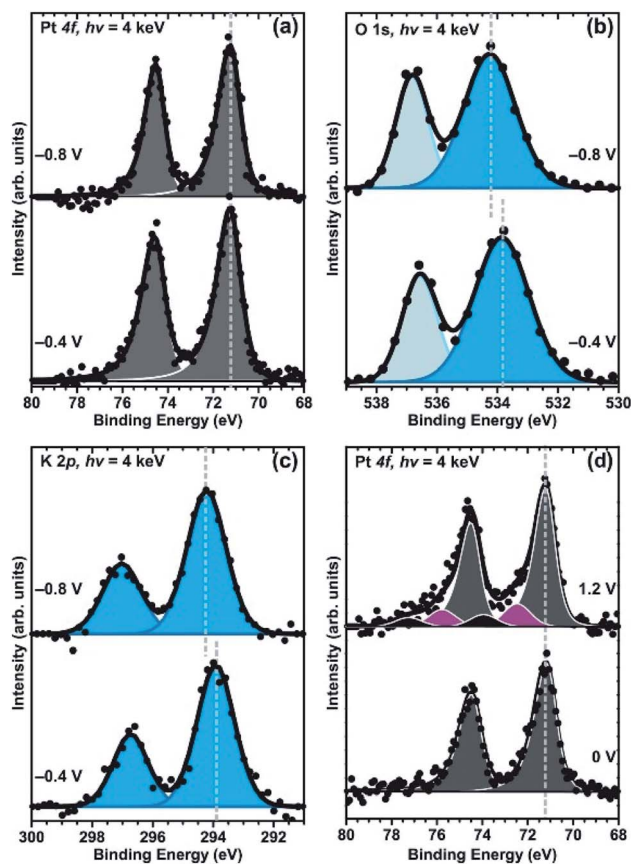 Pt 4f, hν = 4 keV
(a)
–0.8 V
–0.4 V
Intensity (arb. units)
80 76 72 68
Binding Energy (eV)
O 1s, hν = 4 keV
(b)
–0.8 V
–0.4 V
Intensity (arb. units)
538 536 534 532 530
Binding Energy (eV)
K 2p, hν = 4 keV
(c)
–0.8 V
–0.4 V
Intensity (arb. units)
300 298 296 294 292
Binding Energy (eV)
Pt 4f, hν = 4 keV
(d)
1.2 V
0 V
Intensity (arb. units)
80 78 76 74 72 70 68
Binding Energy (eV)